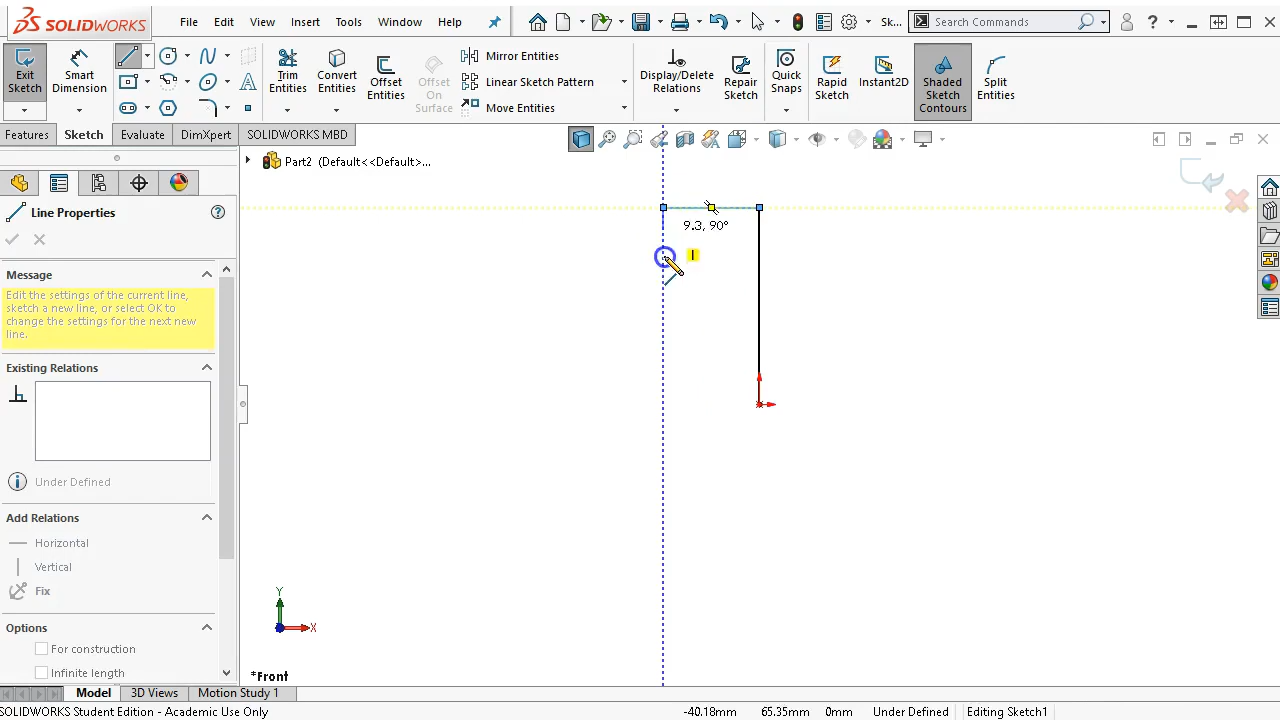 SOLIDWORKS
File Edit View Insert Tools Window Help
Sk...
Search Commands
?
Exit Sketch
Smart Dimension
Trim Entities
Convert Entities
Offset Entities
Offset On Surface
Mirror Entities
Linear Sketch Pattern
Move Entities
Display/Delete Relations
Repair Sketch
Quick Snaps
Rapid Sketch
Instant2D
Shaded Sketch Contours
Split Entities
Features Sketch Evaluate DimXpert SOLIDWORKS MBD
Part2 (Default<<Default>...
Line Properties
?
Message
Edit the settings of the current line,
sketch a new line, or select OK to
change the settings for the next new
line.
Existing Relations
Under Defined
Add Relations
Horizontal
Vertical
Fix
Options
For construction
Infinite length
9.3, 90°
Y
X
*Front
Model 3D Views Motion Study 1
SOLIDWORKS Student Edition - Academic Use Only
-40.18mm 65.35mm 0mm Under Defined Editing Sketch1